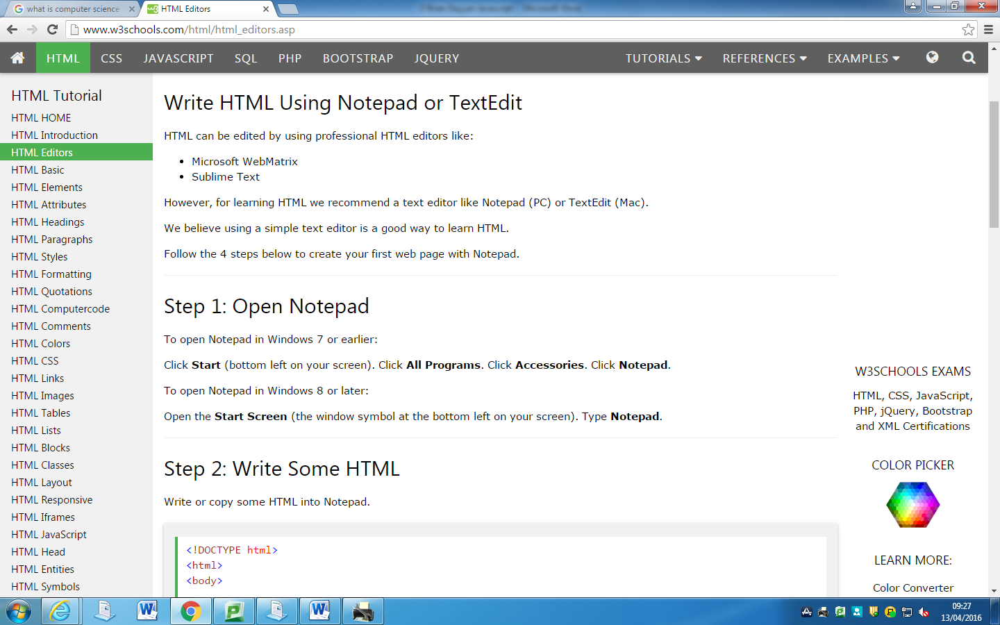 what is computer science
HTML Editors
www.w3schools.com/html/html_editors.asp
HTML CSS JAVASCRIPT SQL PHP BOOTSTRAP JQUERY TUTORIALS REFERENCES EXAMPLES
HTML Tutorial
HTML HOME
HTML Introduction
HTML Editors
HTML Basic
HTML Elements
HTML Attributes
HTML Headings
HTML Paragraphs
HTML Styles
HTML Formatting
HTML Quotations
HTML Computercode
HTML Comments
HTML Colors
HTML CSS
HTML Links
HTML Images
HTML Tables
HTML Lists
HTML Blocks
HTML Classes
HTML Layout
HTML Responsive
HTML Iframes
HTML JavaScript
HTML Head
HTML Entities
HTML Symbols
Write HTML Using Notepad or TextEdit
HTML can be edited by using professional HTML editors like:
• Microsoft WebMatrix
• Sublime Text
However, for learning HTML we recommend a text editor like Notepad (PC) or TextEdit (Mac).
We believe using a simple text editor is a good way to learn HTML.
Follow the 4 steps below to create your first web page with Notepad.
Step 1: Open Notepad
To open Notepad in Windows 7 or earlier:
Click Start (bottom left on your screen). Click All Programs. Click Accessories. Click Notepad.
To open Notepad in Windows 8 or later:
Open the Start Screen (the window symbol at the bottom left on your screen). Type Notepad.
Step 2: Write Some HTML
Write or copy some HTML into Notepad.
<!DOCTYPE html>
<html>
<body>
W3SCHOOLS EXAMS
HTML, CSS, JavaScript,
PHP, jQuery, Bootstrap
and XML Certifications
COLOR PICKER
LEARN MORE:
Color Converter
09:27
13/04/2016